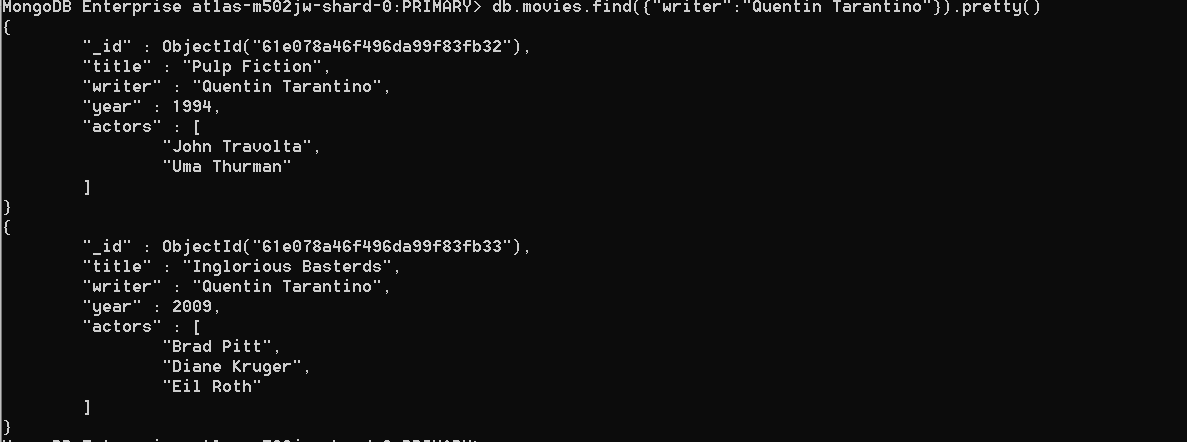 MongoDB Enterprise atlas-m502jw-shard-0:PRIMARY> db.movies.find({"writer":"Quentin Tarantino"}).pretty()
{
"_id" : ObjectId("61e078a46f496da99f83fb32"),
"title" : "Pulp Fiction",
"writer" : "Quentin Tarantino",
"year" : 1994,
"actors" : [
"John Travolta",
"Uma Thurman"
]
}
{
"_id" : ObjectId("61e078a46f496da99f83fb33"),
"title" : "Inglorious Basterds",
"writer" : "Quentin Tarantino",
"year" : 2009,
"actors" : [
"Brad Pitt",
"Diane Kruger",
"Eil Roth"
]
}